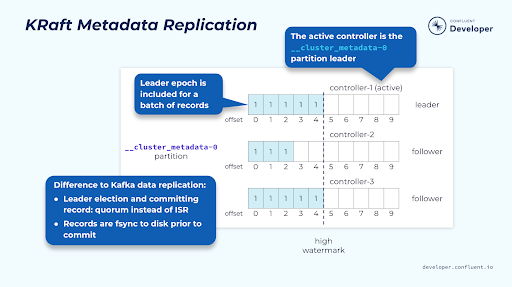 KRaft Metadata Replication
CONFLUENT
Developer
The active controller is the
__cluster_metadata-0
partition leader
Leader epoch is
included for a
batch of records
controller-1 (active)
1 1 1 1 1
leader
offset 0 1 2 3 4 5 6 7 8 9
controller-2
__cluster_metadata-0
partition
1 1 1
follower
offset 0 1 2 3 4 5 6 7 8 9
Difference to Kafka data replication:
• Leader election and committing
record: quorum instead of ISR
• Records are fsync to disk prior to
commit
controller-3
1 1 1 1 1
follower
offset 0 1 2 3 4 5 6 7 8 9
high
watermark
developer.confluent.io